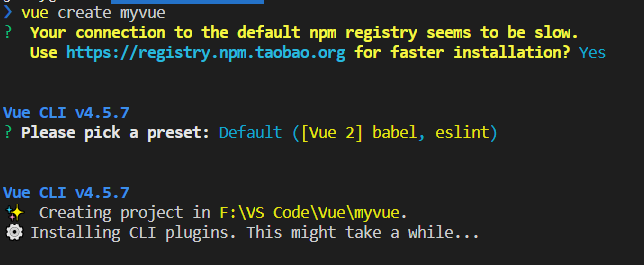 ❯ vue create myvue
? Your connection to the default npm registry seems to be slow.
Use https://registry.npm.taobao.org for faster installation? Yes
Vue CLI v4.5.7
? Please pick a preset: Default ([Vue 2] babel, eslint)
Vue CLI v4.5.7
✨ Creating project in F:\VS Code\Vue\myvue.
⚙ Installing CLI plugins. This might take a while...